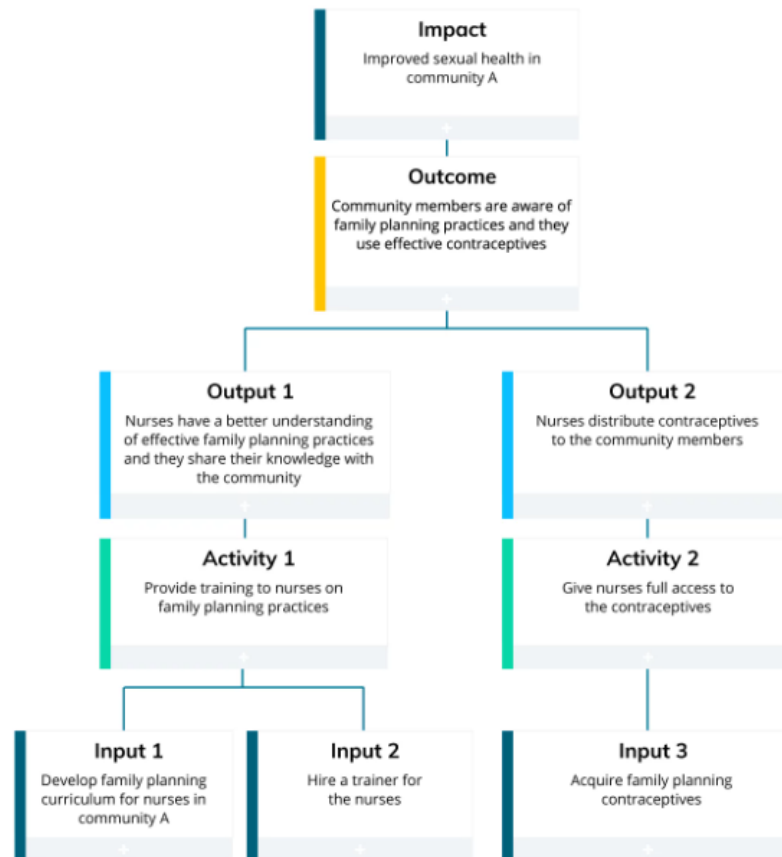 Impact
Improved sexual health in
community A
+
Outcome
Community members are aware of
family planning practices and they
use effective contraceptives
+
Output 1
Nurses have a better understanding
of effective family planning practices
and they share their knowledge with
the community
+
Output 2
Nurses distribute contraceptives
to the community members
+
Activity 1
Provide training to nurses on
family planning practices
+
Activity 2
Give nurses full access to
the contraceptives
+
Input 1
Develop family planning
curriculum for nurses in
community A
+
Input 2
Hire a trainer for
the nurses
+
Input 3
Acquire family planning
contraceptives
+